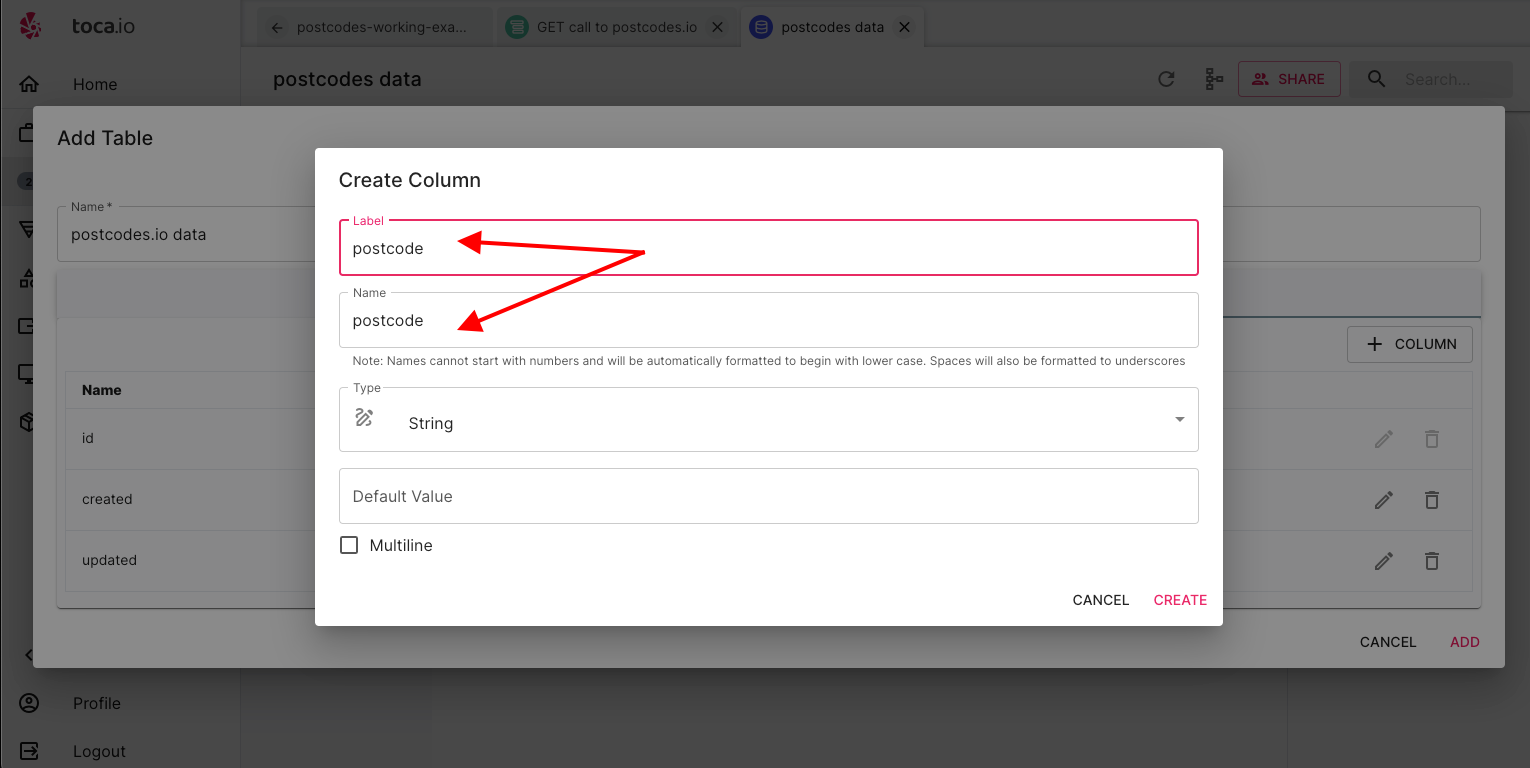 toca.io
postcodes-working-exa...
GET call to postcodes.io
postcodes data
Home
postcodes data
SHARE
Search...
Add Table
Create Column
Name *
postcodes.io data
Label
postcode
Name
postcode
Note: Names cannot start with numbers and will be automatically formatted to begin with lower case. Spaces will also be formatted to underscores
COLUMN
Type
String
Name
id
created
updated
Default Value
Multiline
CANCEL
CREATE
CANCEL
ADD
Profile
Logout